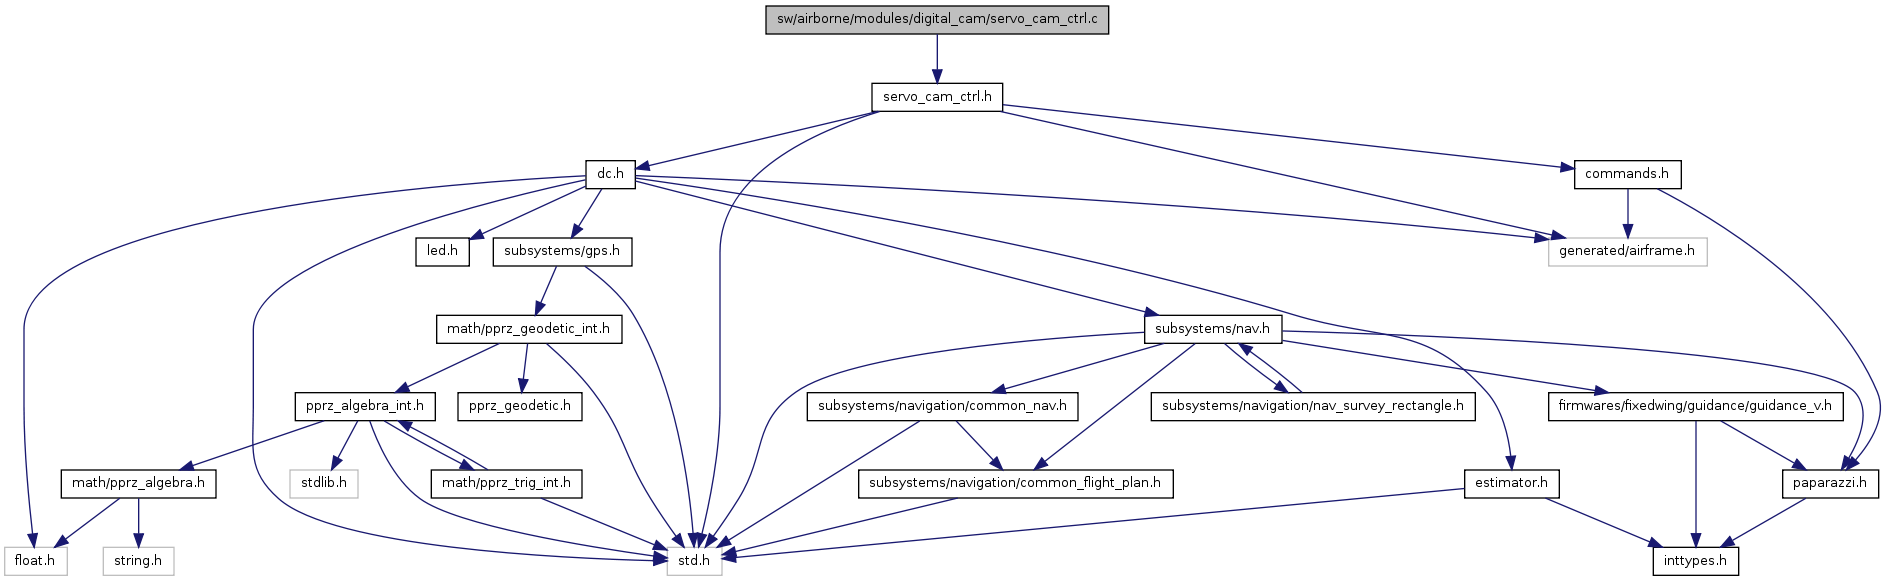 sw/airborne/modules/digital_cam/servo_cam_ctrl.c
servo_cam_ctrl.h
dc.h
commands.h
led.h
subsystems/gps.h
generated/airframe.h
math/pprz_geodetic_int.h
subsystems/nav.h
pprz_algebra_int.h
pprz_geodetic.h
subsystems/navigation/common_nav.h
subsystems/navigation/nav_survey_rectangle.h
firmwares/fixedwing/guidance/guidance_v.h
math/pprz_algebra.h
stdlib.h
math/pprz_trig_int.h
subsystems/navigation/common_flight_plan.h
estimator.h
paparazzi.h
float.h
string.h
std.h
inttypes.h